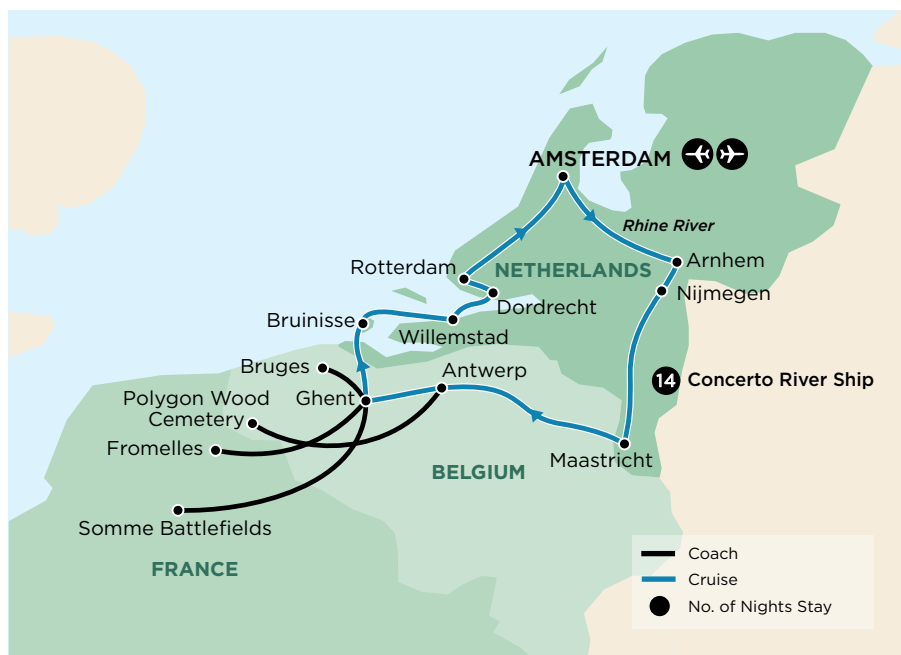 AMSTERDAM
Rhine River
Rotterdam
NETHERLANDS
Arnhem
Nijmegen
Dordrecht
Bruinisse
Willemstad
Bruges
Antwerp
14 Concerto River Ship
Polygon Wood
Cemetery
Ghent
Fromelles
Maastricht
BELGIUM
Somme Battlefields
FRANCE
Coach
Cruise
No. of Nights Stay